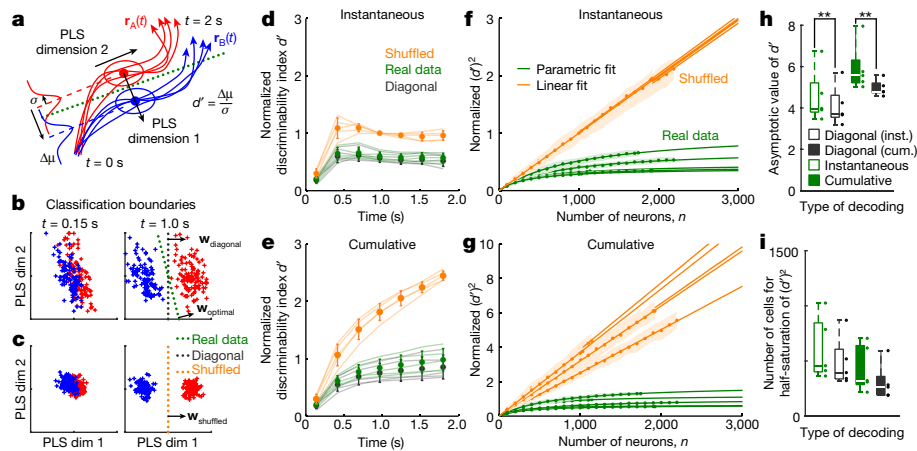 a
PLS
dimension 2
r_A(t)
t = 2 s
r_B(t)
σ
d′ = Δμ/σ
PLS
dimension 1
Δμ
t = 0 s
b
Classification boundaries
t = 0.15 s
t = 1.0 s
w_diagonal
w_optimal
PLS dim 2
c
Real data
Diagonal
Shuffled
w_shuffled
PLS dim 2
PLS dim 1
PLS dim 1
d
Instantaneous
Normalized
discriminability index d′
Shuffled
Real data
Diagonal
3
2
1
0
0
0.5
1.0
1.5
2.0
Time (s)
e
Cumulative
Normalized
discriminability index d′
3
2
1
0
0
0.5
1.0
1.5
2.0
Time (s)
f
Instantaneous
Normalized (d′)²
Parametric fit
Linear fit
Shuffled
Real data
3.0
2.0
1.0
0
0
1,000
2,000
3,000
Number of neurons, n
g
Cumulative
Normalized (d′)²
10
8
6
4
2
0
0
1,000
2,000
3,000
Number of neurons, n
h
** **
Asymptotic value of d′
8
6
4
2
0
Diagonal (inst.)
Diagonal (cum.)
Instantaneous
Cumulative
Type of decoding
i
Number of cells for
half-saturation of (d′)²
1500
0
Type of decoding